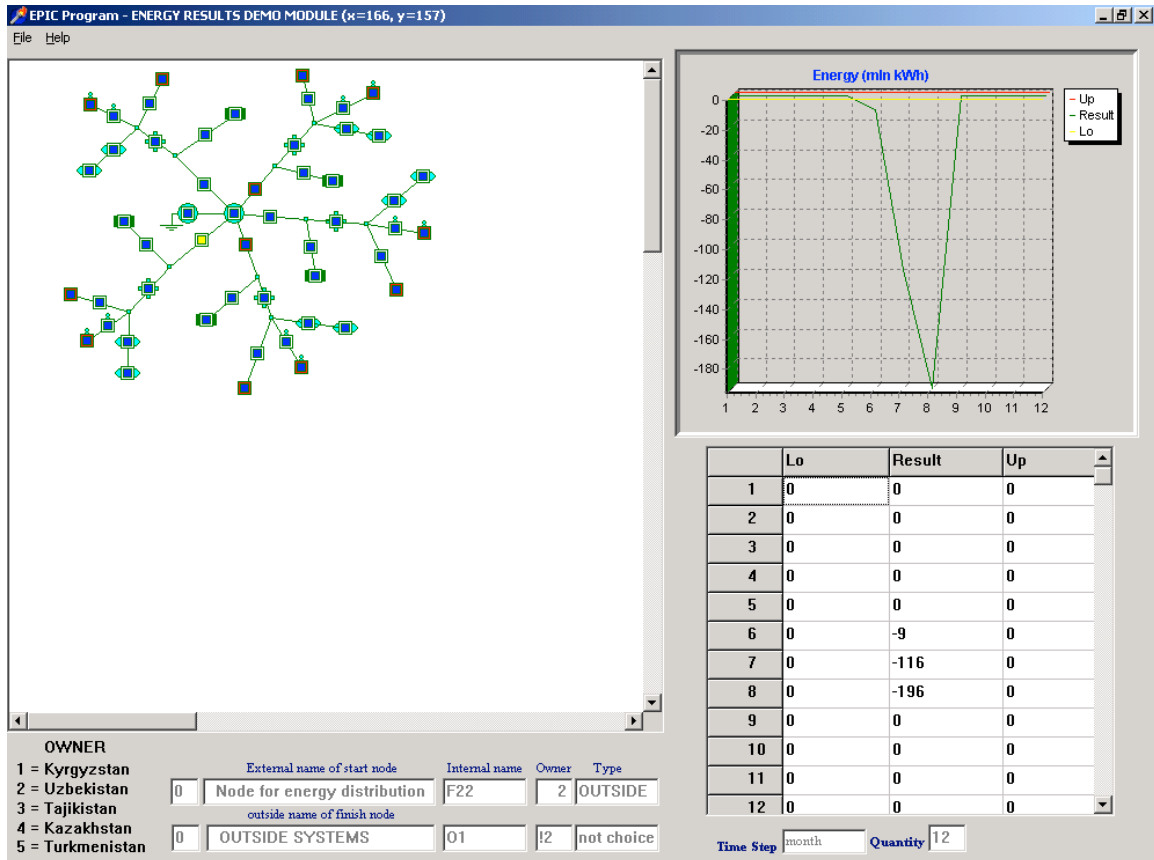 EPIC Program - ENERGY RESULTS DEMO MODULE (x=166, y=157)
File Help
Energy (mln kWh)
Up
Result
Lo
0
-20
-40
-60
-80
-100
-120
-140
-160
-180
1 2 3 4 5 6 7 8 9 10 11 12
Lo Result Up
1 0 0 0
2 0 0 0
3 0 0 0
4 0 0 0
5 0 0 0
6 0 -9 0
7 0 -116 0
8 0 -196 0
9 0 0 0
10 0 0 0
11 0 0 0
12 0 0 0
Time Step month Quantity 12
OWNER
1 = Kyrgyzstan
2 = Uzbekistan
3 = Tajikistan
4 = Kazakhstan
5 = Turkmenistan
External name of start node Internal name Owner Type
0 Node for energy distribution F22 2 OUTSIDE
outside name of finish node
0 OUTSIDE SYSTEMS O1 !2 not choice